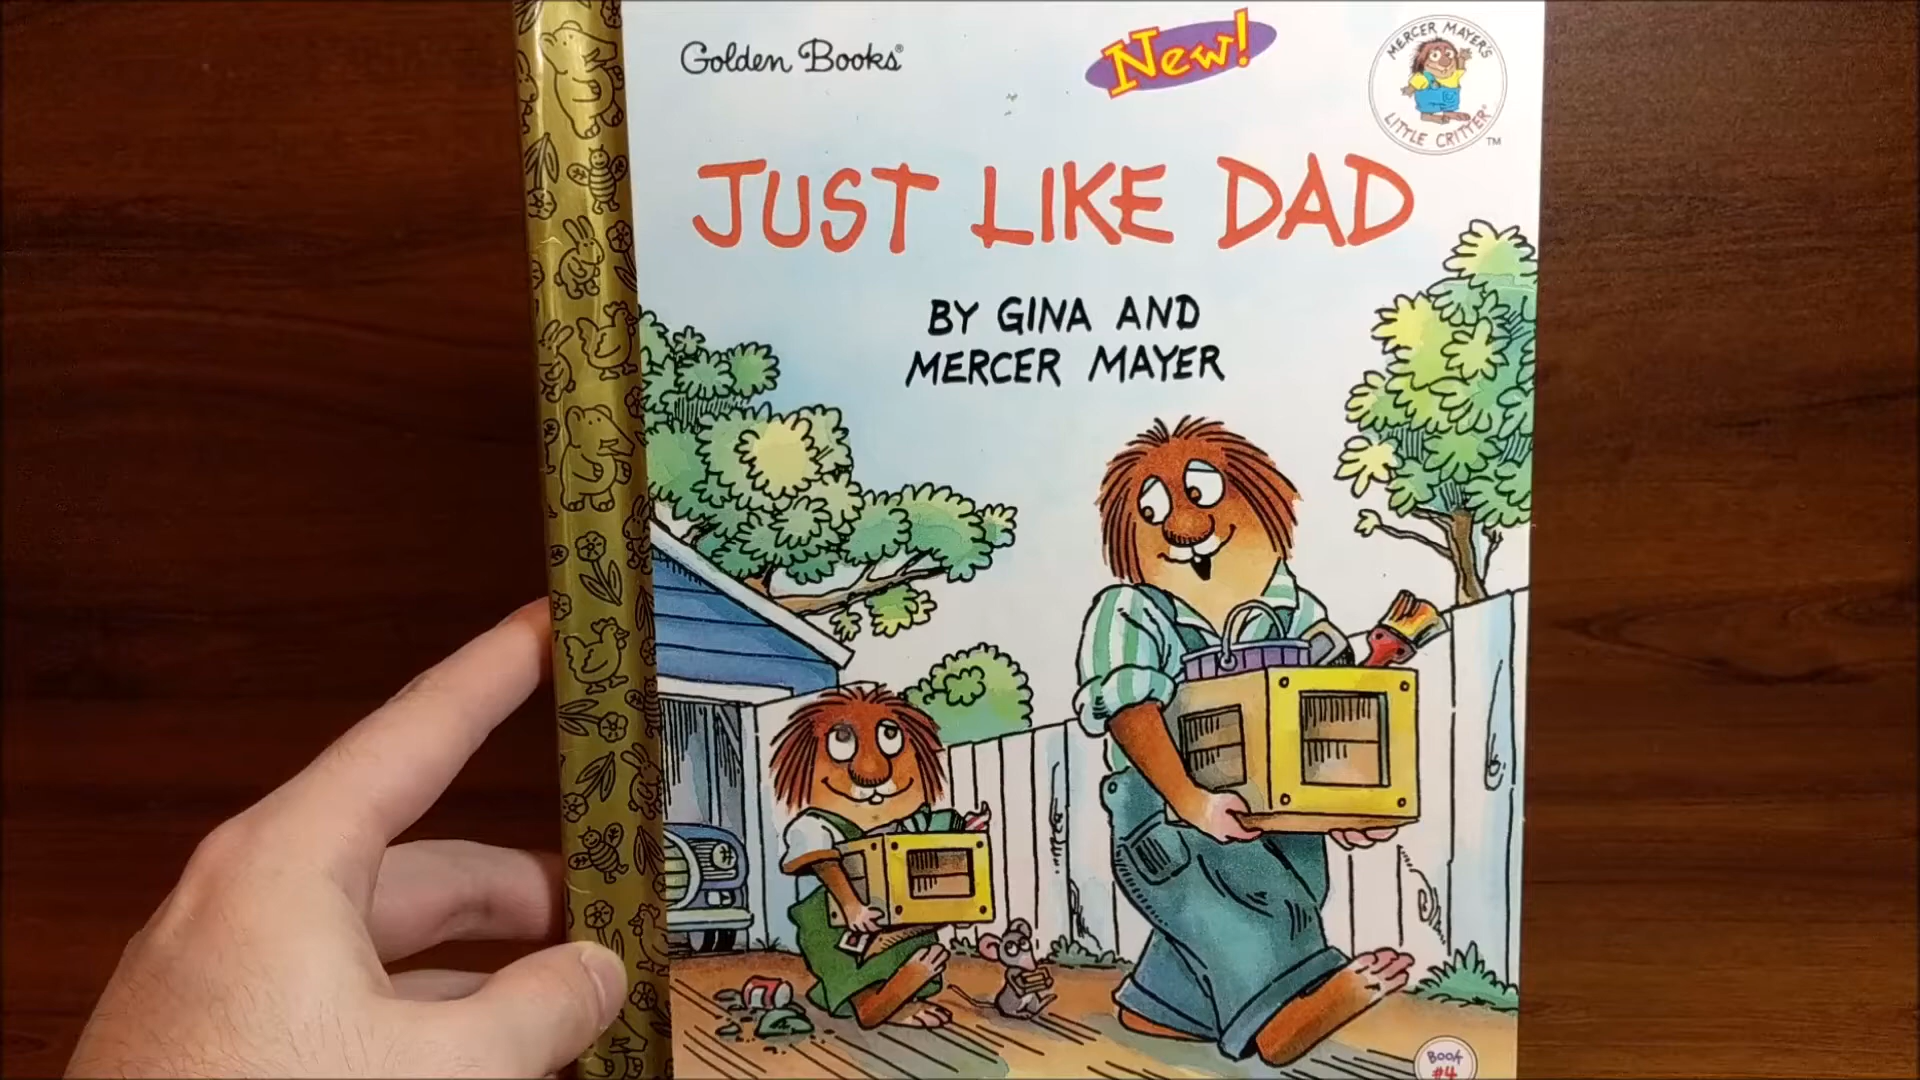 Golden Books®
New!
MERCER MAYER'S
LITTLE CRITTER®
TM
JUST LIKE DAD
BY GINA AND
MERCER MAYER
BOOK
#4